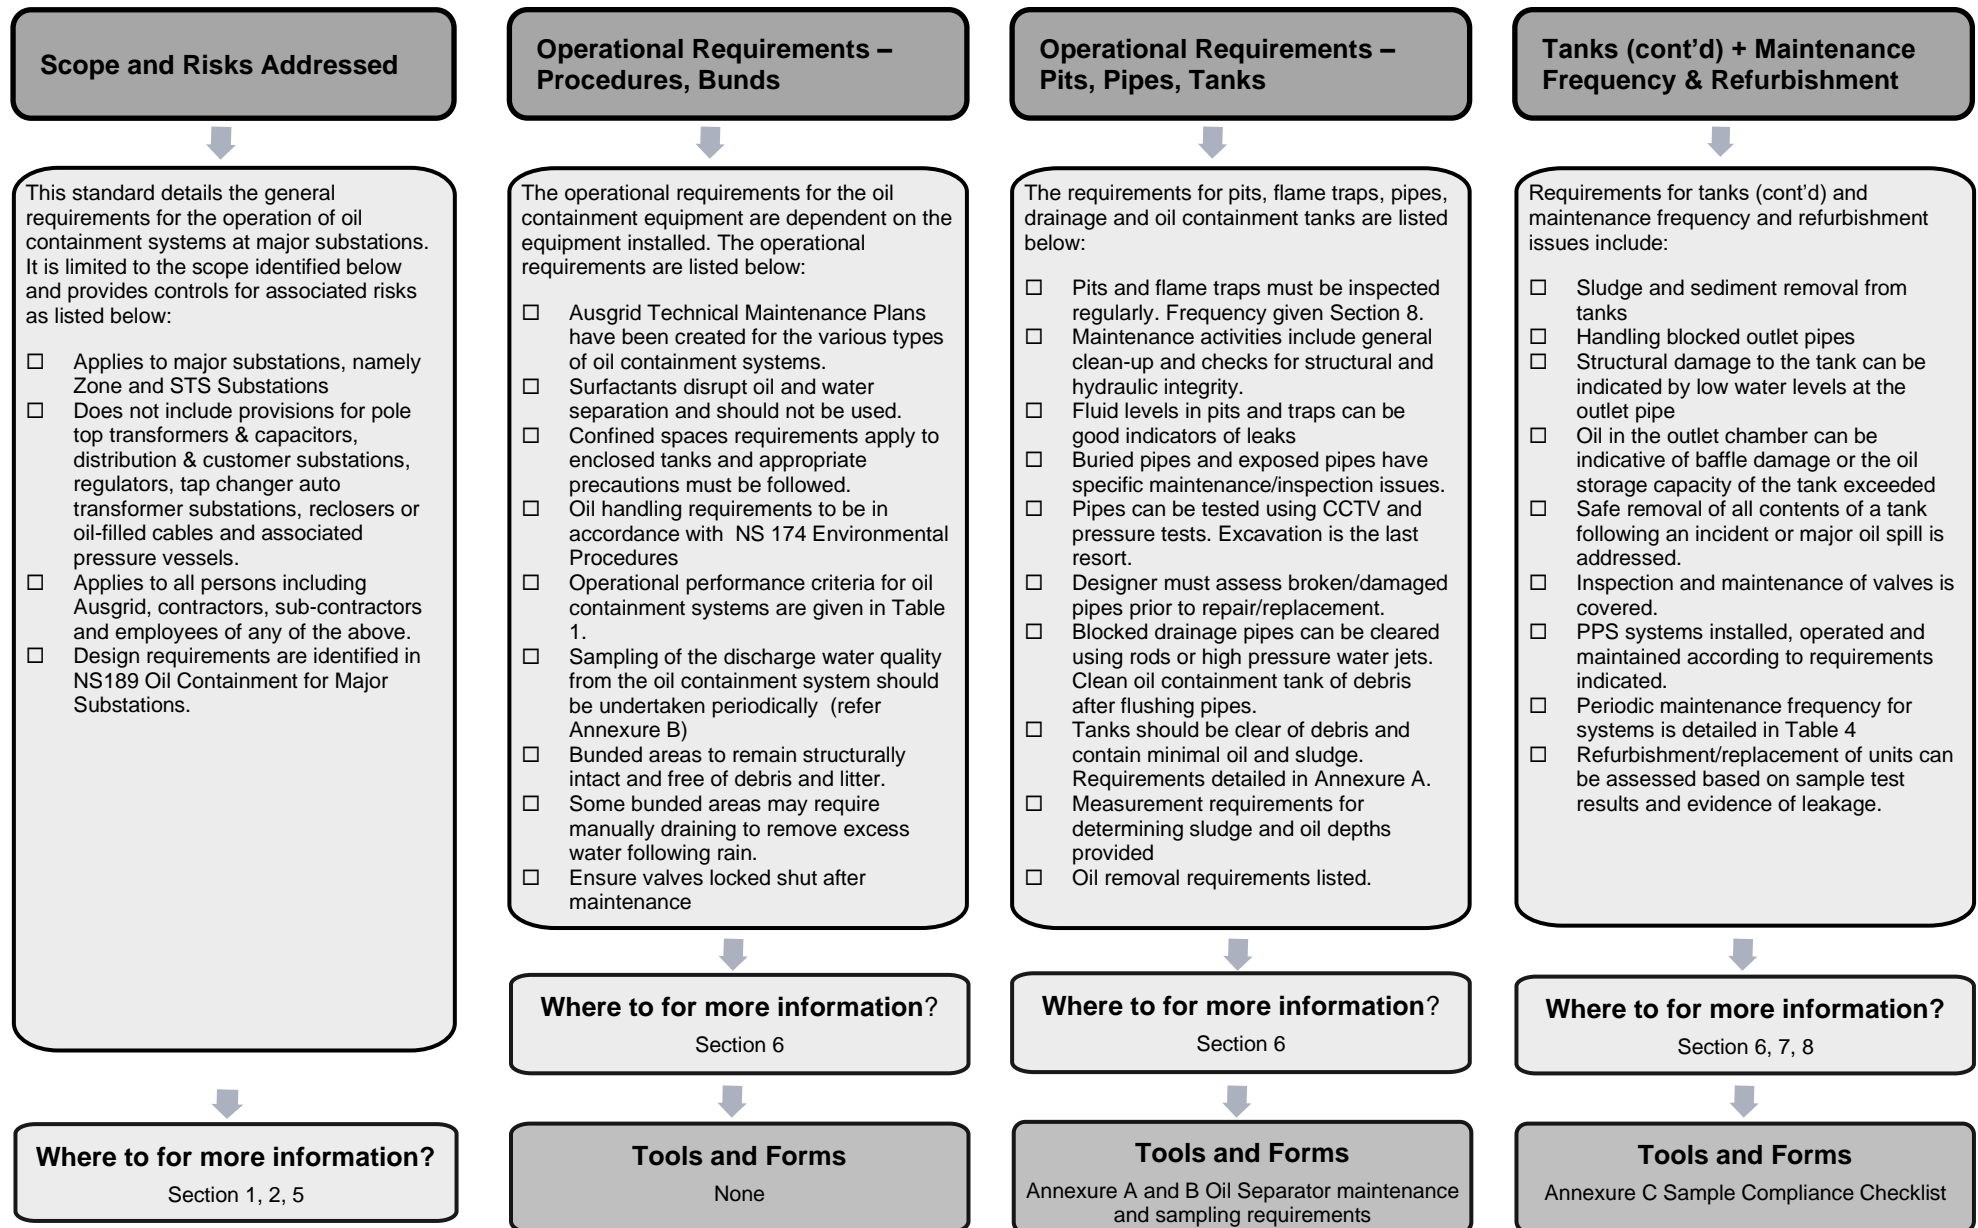 Scope and Risks Addressed
This standard details the general
requirements for the operation of oil
containment systems at major substations.
It is limited to the scope identified below
and provides controls for associated risks
as listed below:
☐ Applies to major substations, namely
Zone and STS Substations
☐ Does not include provisions for pole
top transformers & capacitors,
distribution & customer substations,
regulators, tap changer auto
transformer substations, reclosers or
oil-filled cables and associated
pressure vessels.
☐ Applies to all persons including
Ausgrid, contractors, sub-contractors
and employees of any of the above.
☐ Design requirements are identified in
NS189 Oil Containment for Major
Substations.
Where to for more information?
Section 1, 2, 5
Operational Requirements –
Procedures, Bunds
The operational requirements for the oil
containment equipment are dependent on the
equipment installed. The operational
requirements are listed below:
☐ Ausgrid Technical Maintenance Plans
have been created for the various types
of oil containment systems.
☐ Surfactants disrupt oil and water
separation and should not be used.
☐ Confined spaces requirements apply to
enclosed tanks and appropriate
precautions must be followed.
☐ Oil handling requirements to be in
accordance with NS 174 Environmental
Procedures
☐ Operational performance criteria for oil
containment systems are given in Table
1.
☐ Sampling of the discharge water quality
from the oil containment system should
be undertaken periodically (refer
Annexure B)
☐ Bunded areas to remain structurally
intact and free of debris and litter.
☐ Some bunded areas may require
manually draining to remove excess
water following rain.
☐ Ensure valves locked shut after
maintenance
Where to for more information?
Section 6
Tools and Forms
None
Operational Requirements –
Pits, Pipes, Tanks
The requirements for pits, flame traps, pipes,
drainage and oil containment tanks are listed
below:
☐ Pits and flame traps must be inspected
regularly. Frequency given Section 8.
☐ Maintenance activities include general
clean-up and checks for structural and
hydraulic integrity.
☐ Fluid levels in pits and traps can be
good indicators of leaks
☐ Buried pipes and exposed pipes have
specific maintenance/inspection issues.
☐ Pipes can be tested using CCTV and
pressure tests. Excavation is the last
resort.
☐ Designer must assess broken/damaged
pipes prior to repair/replacement.
☐ Blocked drainage pipes can be cleared
using rods or high pressure water jets.
Clean oil containment tank of debris
after flushing pipes.
☐ Tanks should be clear of debris and
contain minimal oil and sludge.
Requirements detailed in Annexure A.
☐ Measurement requirements for
determining sludge and oil depths
provided
☐ Oil removal requirements listed.
Where to for more information?
Section 6
Tools and Forms
Annexure A and B Oil Separator maintenance
and sampling requirements
Tanks (cont'd) + Maintenance
Frequency & Refurbishment
Requirements for tanks (cont'd) and
maintenance frequency and refurbishment
issues include:
☐ Sludge and sediment removal from
tanks
☐ Handling blocked outlet pipes
☐ Structural damage to the tank can be
indicated by low water levels at the
outlet pipe
☐ Oil in the outlet chamber can be
indicative of baffle damage or the oil
storage capacity of the tank exceeded
☐ Safe removal of all contents of a tank
following an incident or major oil spill is
addressed.
☐ Inspection and maintenance of valves is
covered.
☐ PPS systems installed, operated and
maintained according to requirements
indicated.
☐ Periodic maintenance frequency for
systems is detailed in Table 4
☐ Refurbishment/replacement of units can
be assessed based on sample test
results and evidence of leakage.
Where to for more information?
Section 6, 7, 8
Tools and Forms
Annexure C Sample Compliance Checklist